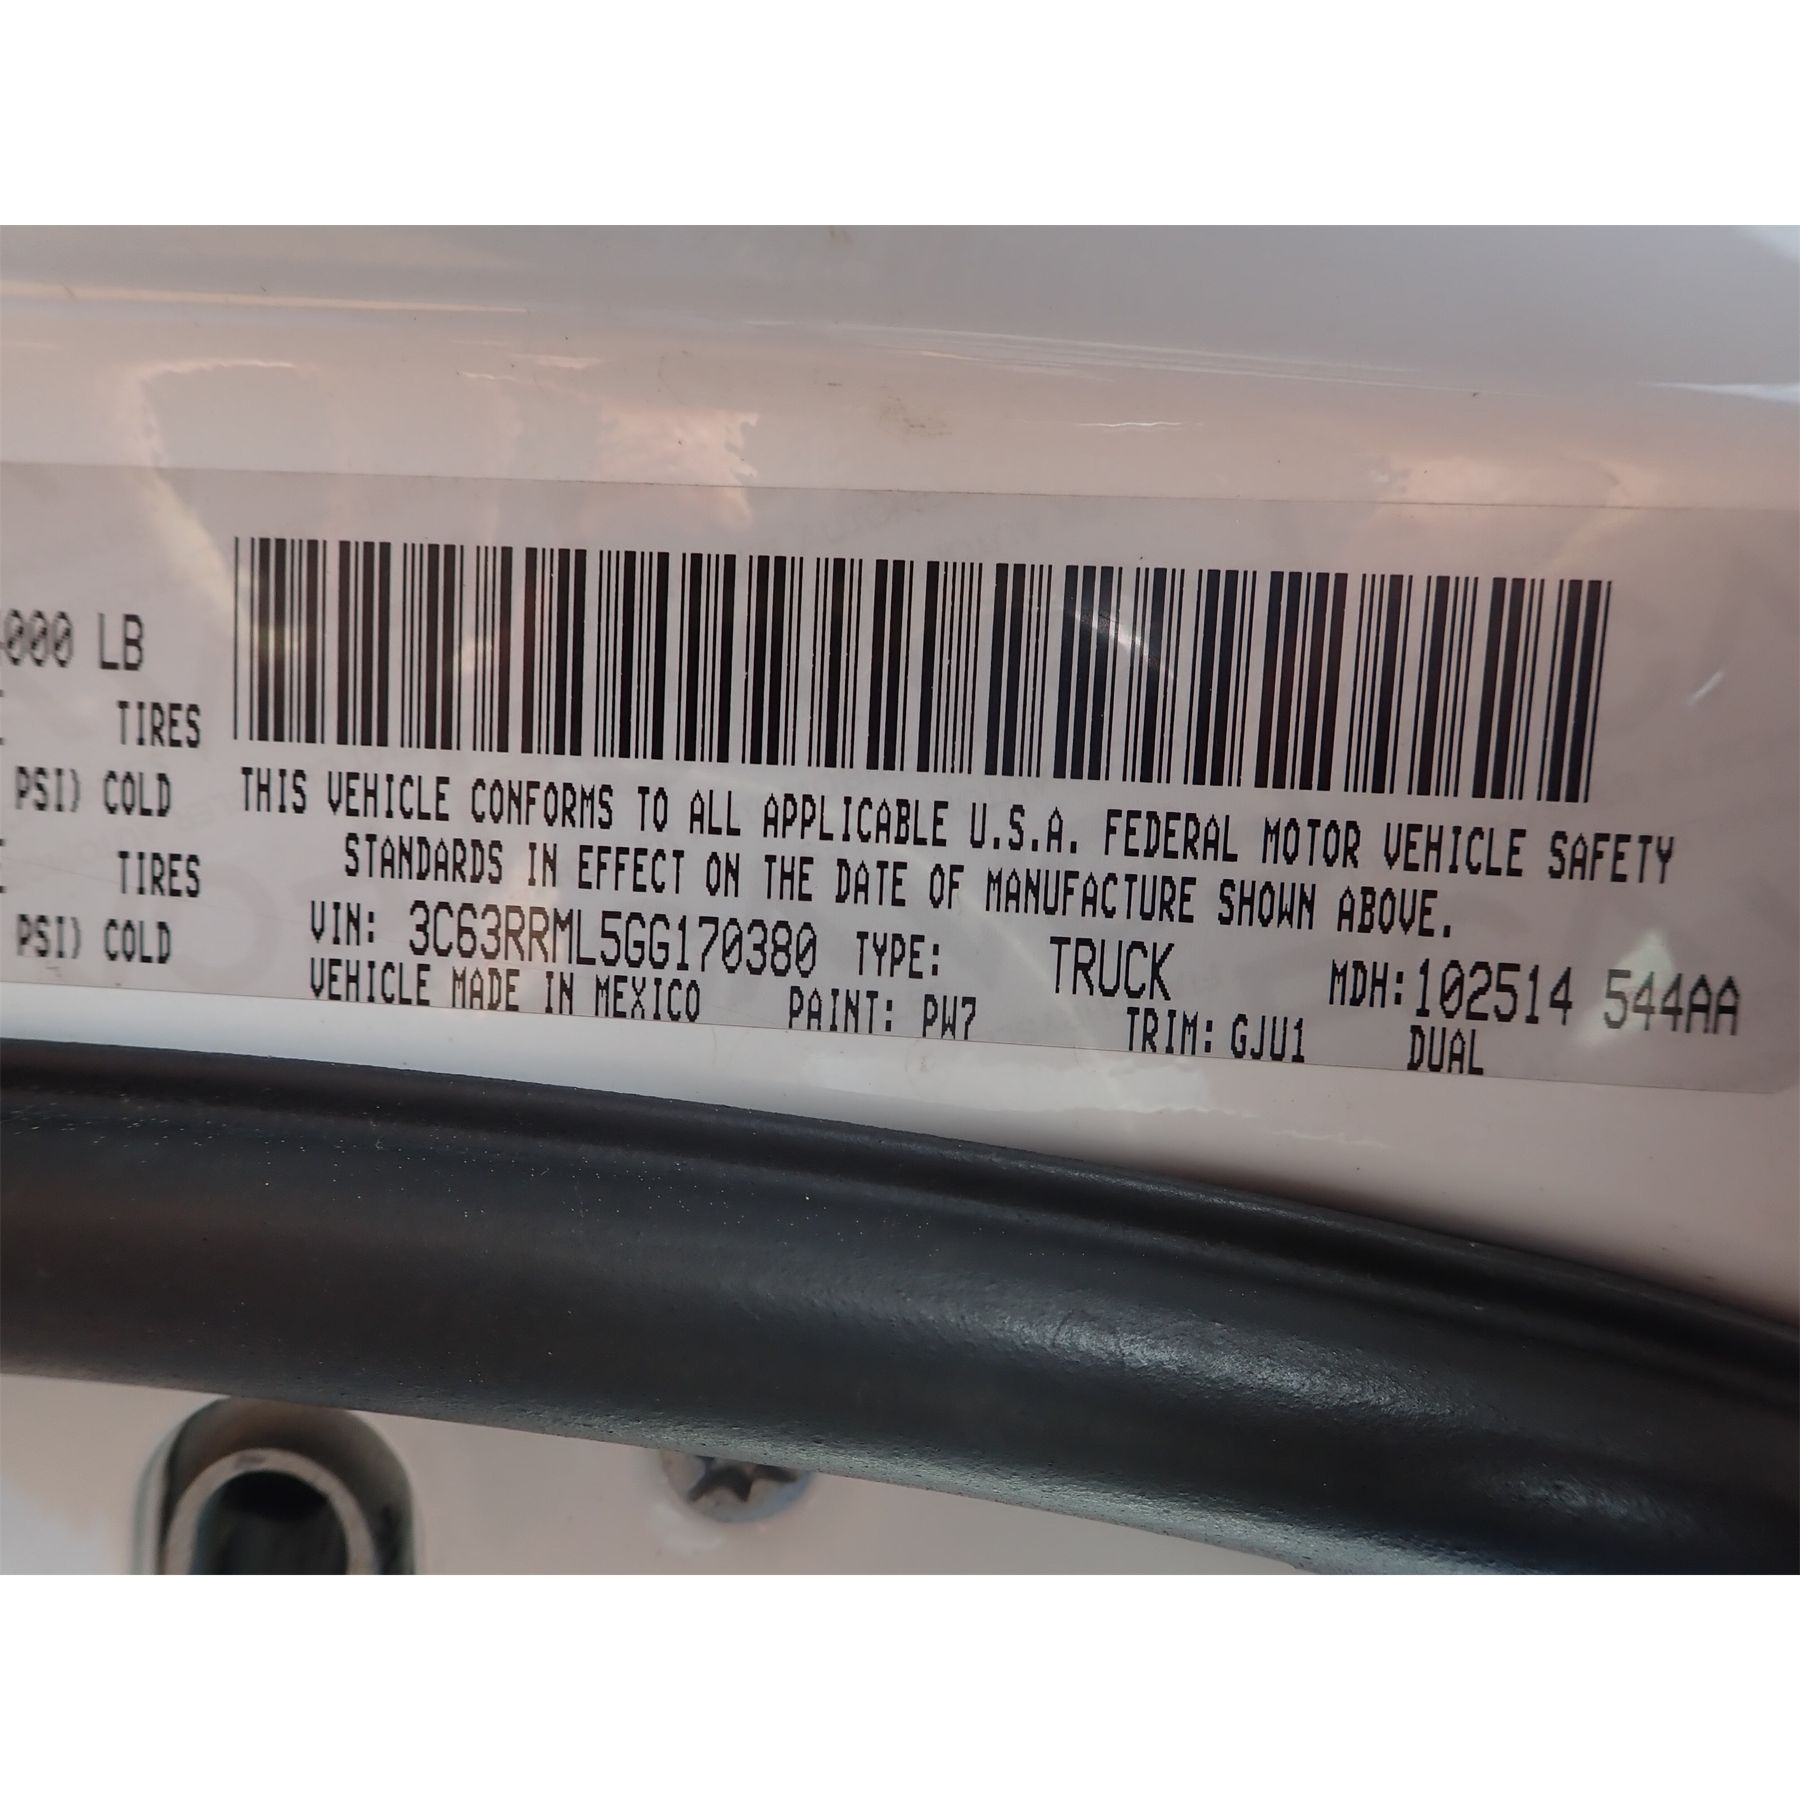 000 LB
TIRES
PSI) COLD
TIRES
PSI) COLD
THIS VEHICLE CONFORMS TO ALL APPLICABLE U.S.A. FEDERAL MOTOR VEHICLE SAFETY
STANDARDS IN EFFECT ON THE DATE OF MANUFACTURE SHOWN ABOVE.
VIN: 3C63RRML5GG170380 TYPE: TRUCK MDH:102514 544AA
VEHICLE MADE IN MEXICO PAINT: PW7 TRIM: GJU1 DUAL